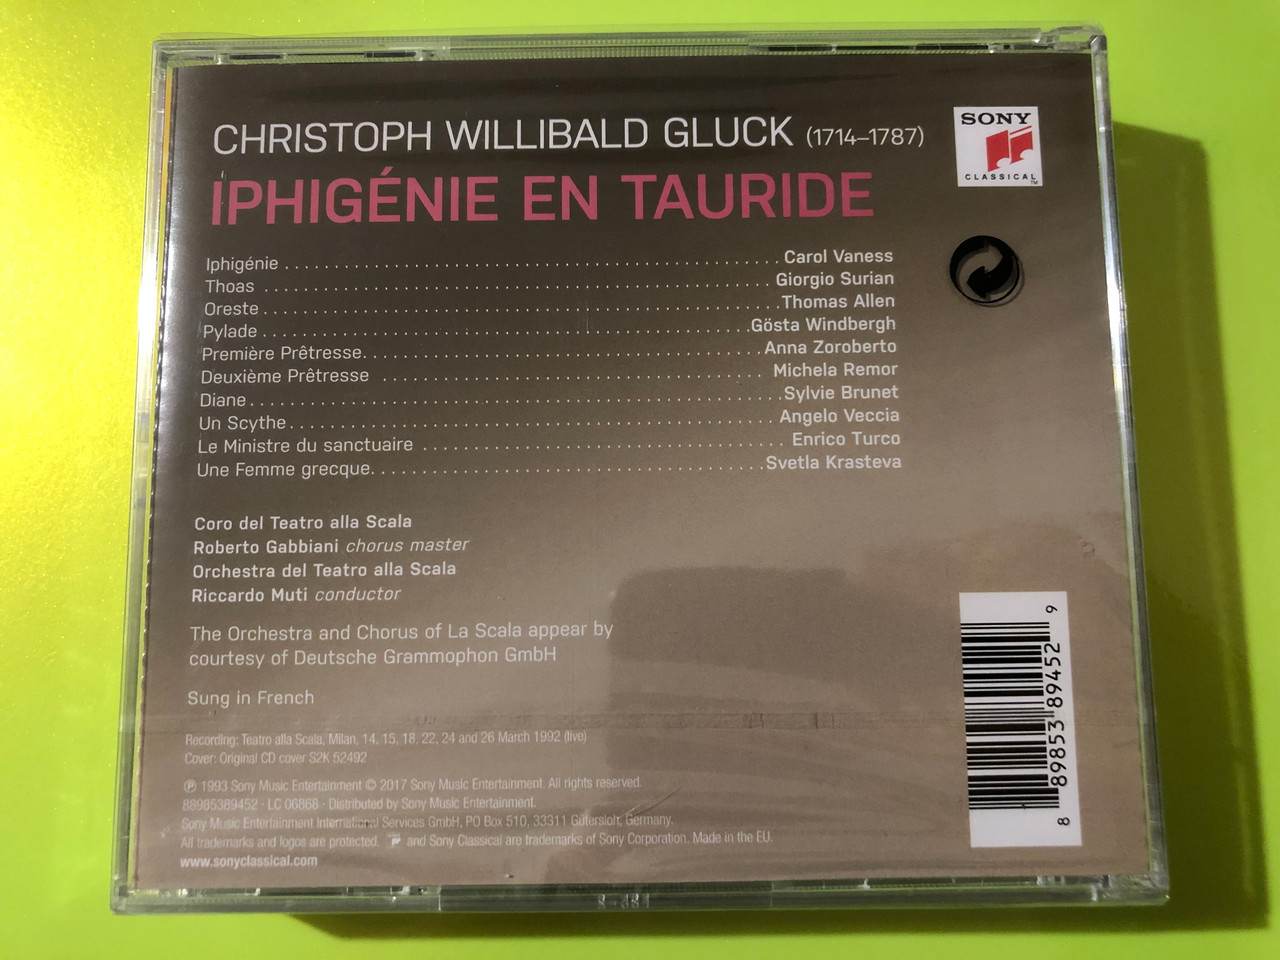 CHRISTOPH WILLIBALD GLUCK (1714–1787)
IPHIGÉNIE EN TAURIDE
SONY
CLASSICAL™
Iphigénie . . . . . . . . . . Carol Vaness
Thoas . . . . . . . . . . Giorgio Surian
Oreste . . . . . . . . . . Thomas Allen
Pylade . . . . . . . . . . Gösta Windbergh
Première Prêtresse. . . . . . . . . . Anna Zoroberto
Deuxième Prêtresse . . . . . . . . . . Michela Remor
Diane . . . . . . . . . . Sylvie Brunet
Un Scythe . . . . . . . . . . Angelo Veccia
Le Ministre du sanctuaire . . . . . . . . . . Enrico Turco
Une Femme grecque. . . . . . . . . . Svetla Krasteva
Coro del Teatro alla Scala
Roberto Gabbiani chorus master
Orchestra del Teatro alla Scala
Riccardo Muti conductor
The Orchestra and Chorus of La Scala appear by
courtesy of Deutsche Grammophon GmbH
Sung in French
Recording: Teatro alla Scala, Milan, 14, 15, 18, 22, 24 and 26 March 1992 (live)
Cover: Original CD cover S2K 52492
℗ 1993 Sony Music Entertainment © 2017 Sony Music Entertainment. All rights reserved.
88985389452 · LC 06868 · Distributed by Sony Music Entertainment.
Sony Music Entertainment International Services GmbH, PO Box 510, 33311 Gütersloh, Germany.
All trademarks and logos are protected. and Sony Classical are trademarks of Sony Corporation. Made in the EU.
www.sonyclassical.com
8 89853 89452 9